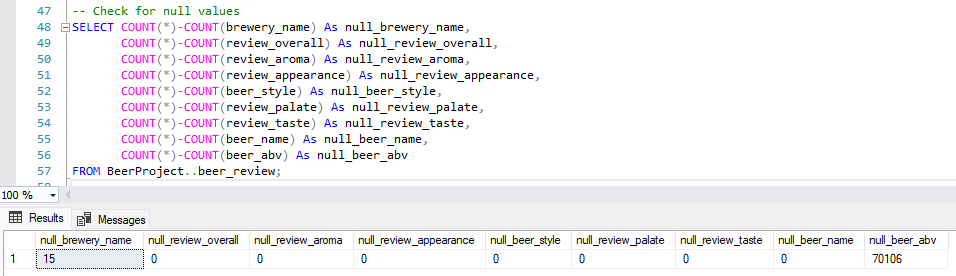 47 -- Check for null values
48 SELECT COUNT(*)-COUNT(brewery_name) As null_brewery_name,
49 COUNT(*)-COUNT(review_overall) As null_review_overall,
50 COUNT(*)-COUNT(review_aroma) As null_review_aroma,
51 COUNT(*)-COUNT(review_appearance) As null_review_appearance,
52 COUNT(*)-COUNT(beer_style) As null_beer_style,
53 COUNT(*)-COUNT(review_palate) As null_review_palate,
54 COUNT(*)-COUNT(review_taste) As null_review_taste,
55 COUNT(*)-COUNT(beer_name) As null_beer_name,
56 COUNT(*)-COUNT(beer_abv) As null_beer_abv
57 FROM BeerProject..beer_review;
100 %
Results Messages
null_brewery_name null_review_overall null_review_aroma null_review_appearance null_beer_style null_review_palate null_review_taste null_beer_name null_beer_abv
1 15 0 0 0 0 0 0 0 70106